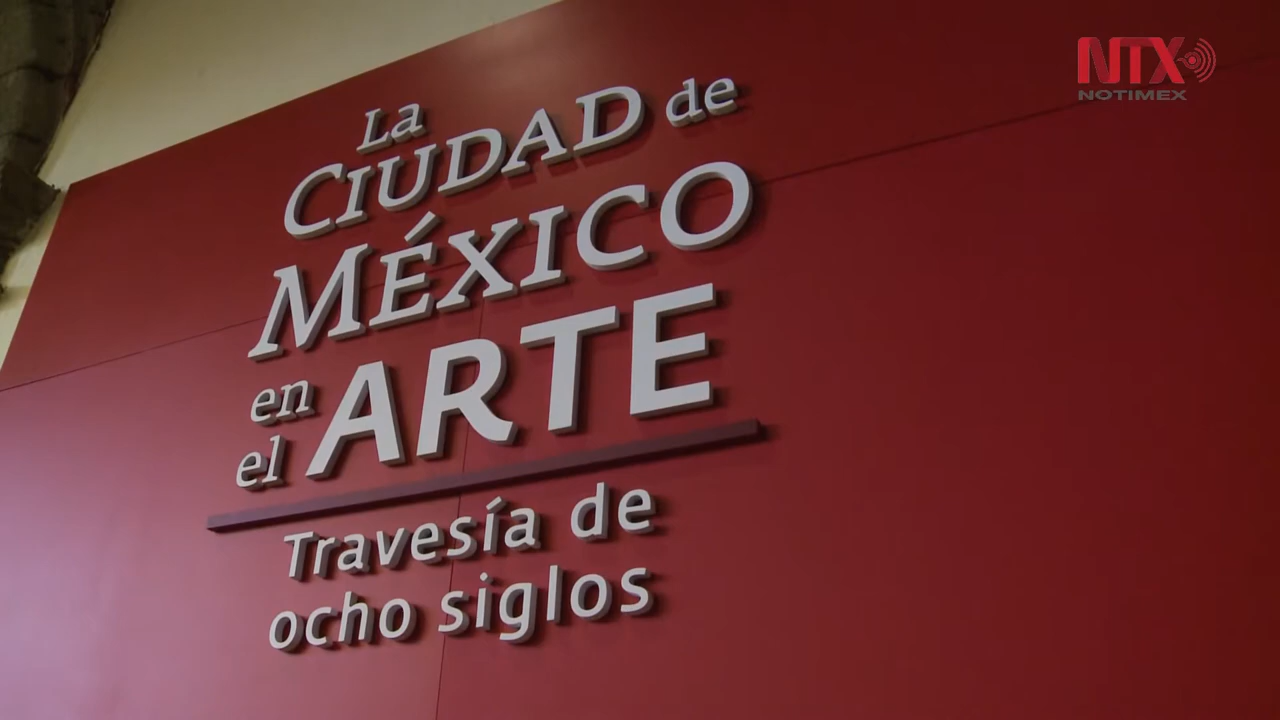 La
CIUDAD de
MÉXICO
en
el ARTE
Travesía de
ocho siglos
NTX
NOTIMEX